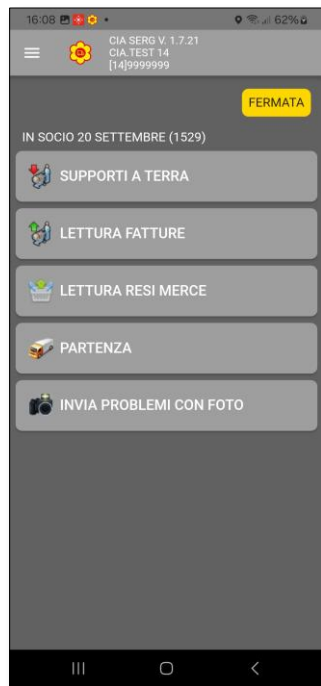 16:08
62%
CIA SERG V. 1.7.21
CIA.TEST 14
[14]9999999
FERMATA
IN SOCIO 20 SETTEMBRE (1529)
SUPPORTI A TERRA
LETTURA FATTURE
LETTURA RESI MERCE
PARTENZA
INVIA PROBLEMI CON FOTO